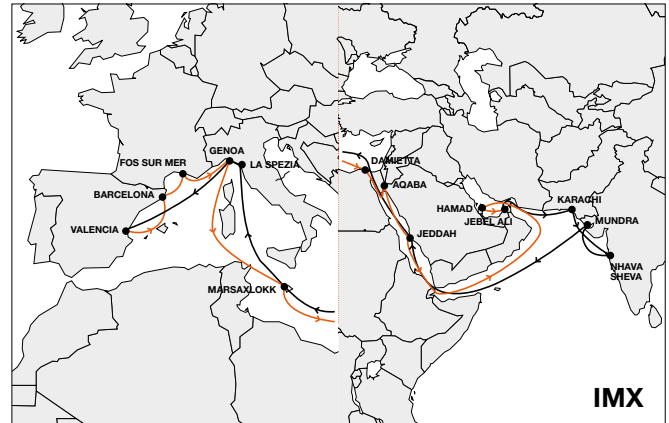 GENOA
FOS SUR MER
LA SPEZIA
BARCELONA
VALENCIA
MARSAXLOKK
DAMIETTA
AQABA
HAMAD
JEBEL ALI
KARACHI
MUNDRA
JEDDAH
NHAVA
SHEVA
IMX